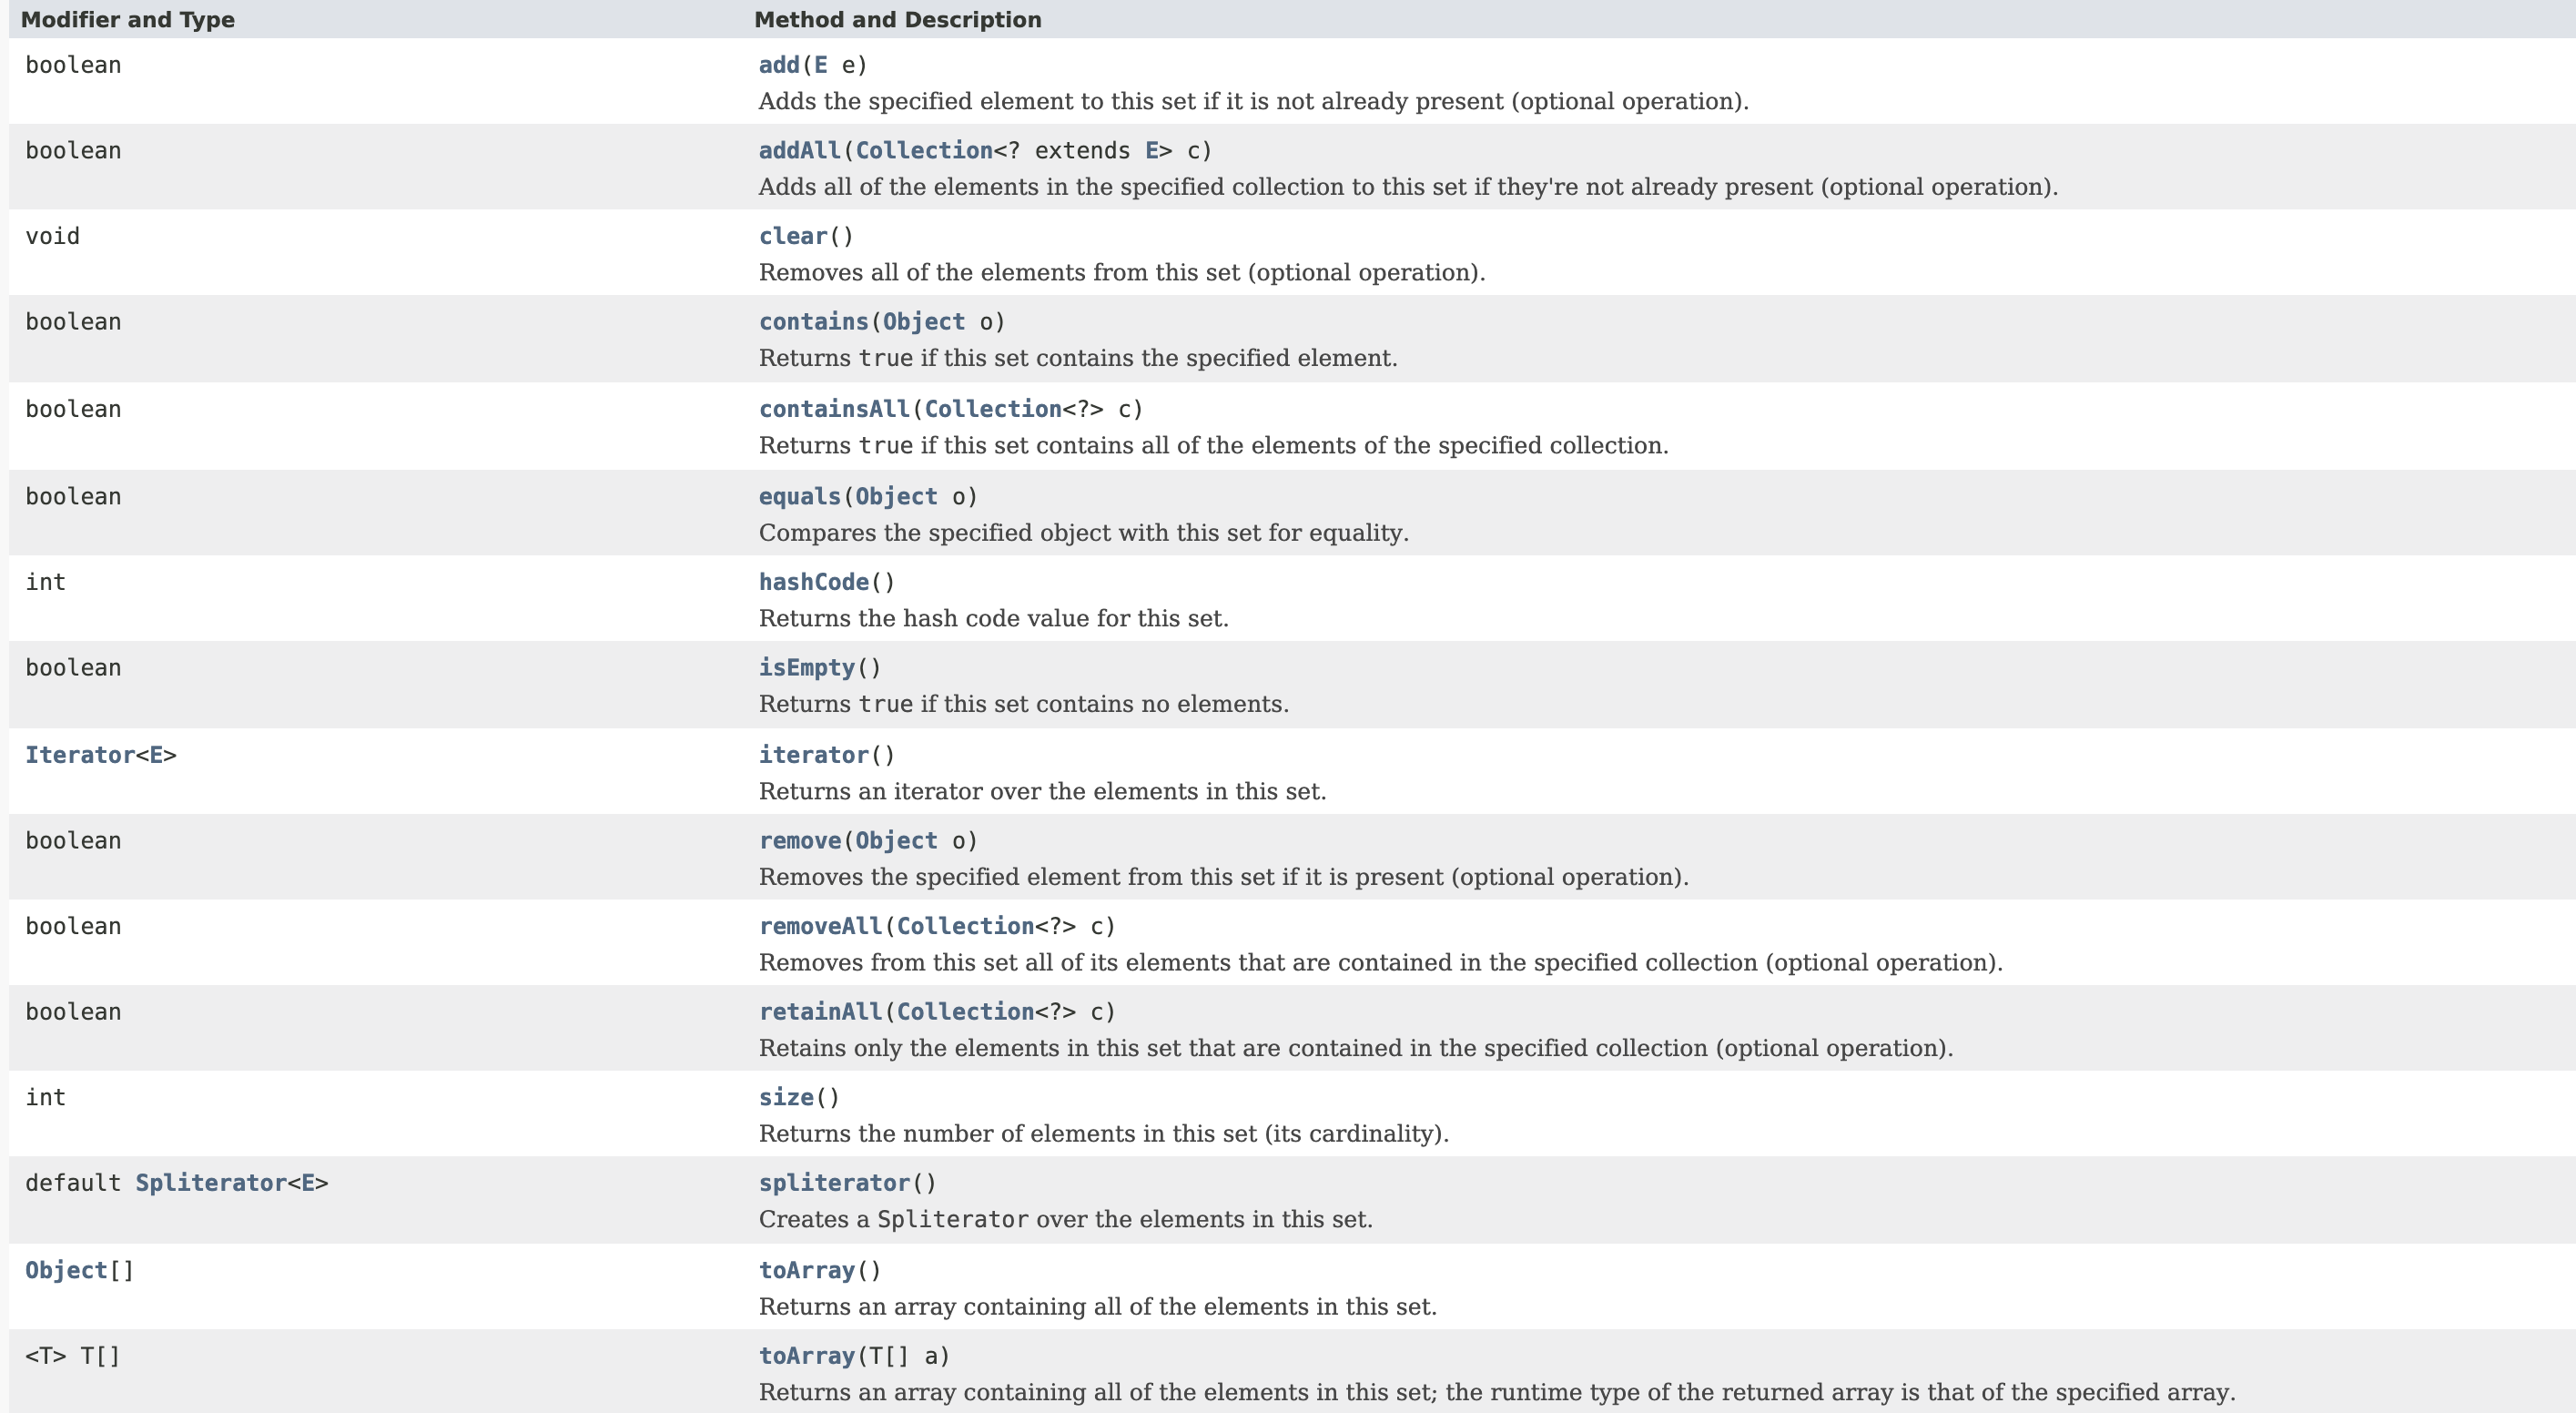 Modifier and Type Method and Description
boolean add(E e)
Adds the specified element to this set if it is not already present (optional operation).
boolean addAll(Collection<? extends E> c)
Adds all of the elements in the specified collection to this set if they're not already present (optional operation).
void clear()
Removes all of the elements from this set (optional operation).
boolean contains(Object o)
Returns true if this set contains the specified element.
boolean containsAll(Collection<?> c)
Returns true if this set contains all of the elements of the specified collection.
boolean equals(Object o)
Compares the specified object with this set for equality.
int hashCode()
Returns the hash code value for this set.
boolean isEmpty()
Returns true if this set contains no elements.
Iterator<E> iterator()
Returns an iterator over the elements in this set.
boolean remove(Object o)
Removes the specified element from this set if it is present (optional operation).
boolean removeAll(Collection<?> c)
Removes from this set all of its elements that are contained in the specified collection (optional operation).
boolean retainAll(Collection<?> c)
Retains only the elements in this set that are contained in the specified collection (optional operation).
int size()
Returns the number of elements in this set (its cardinality).
default Spliterator<E> spliterator()
Creates a Spliterator over the elements in this set.
Object[] toArray()
Returns an array containing all of the elements in this set.
<T> T[] toArray(T[] a)
Returns an array containing all of the elements in this set; the runtime type of the returned array is that of the specified array.